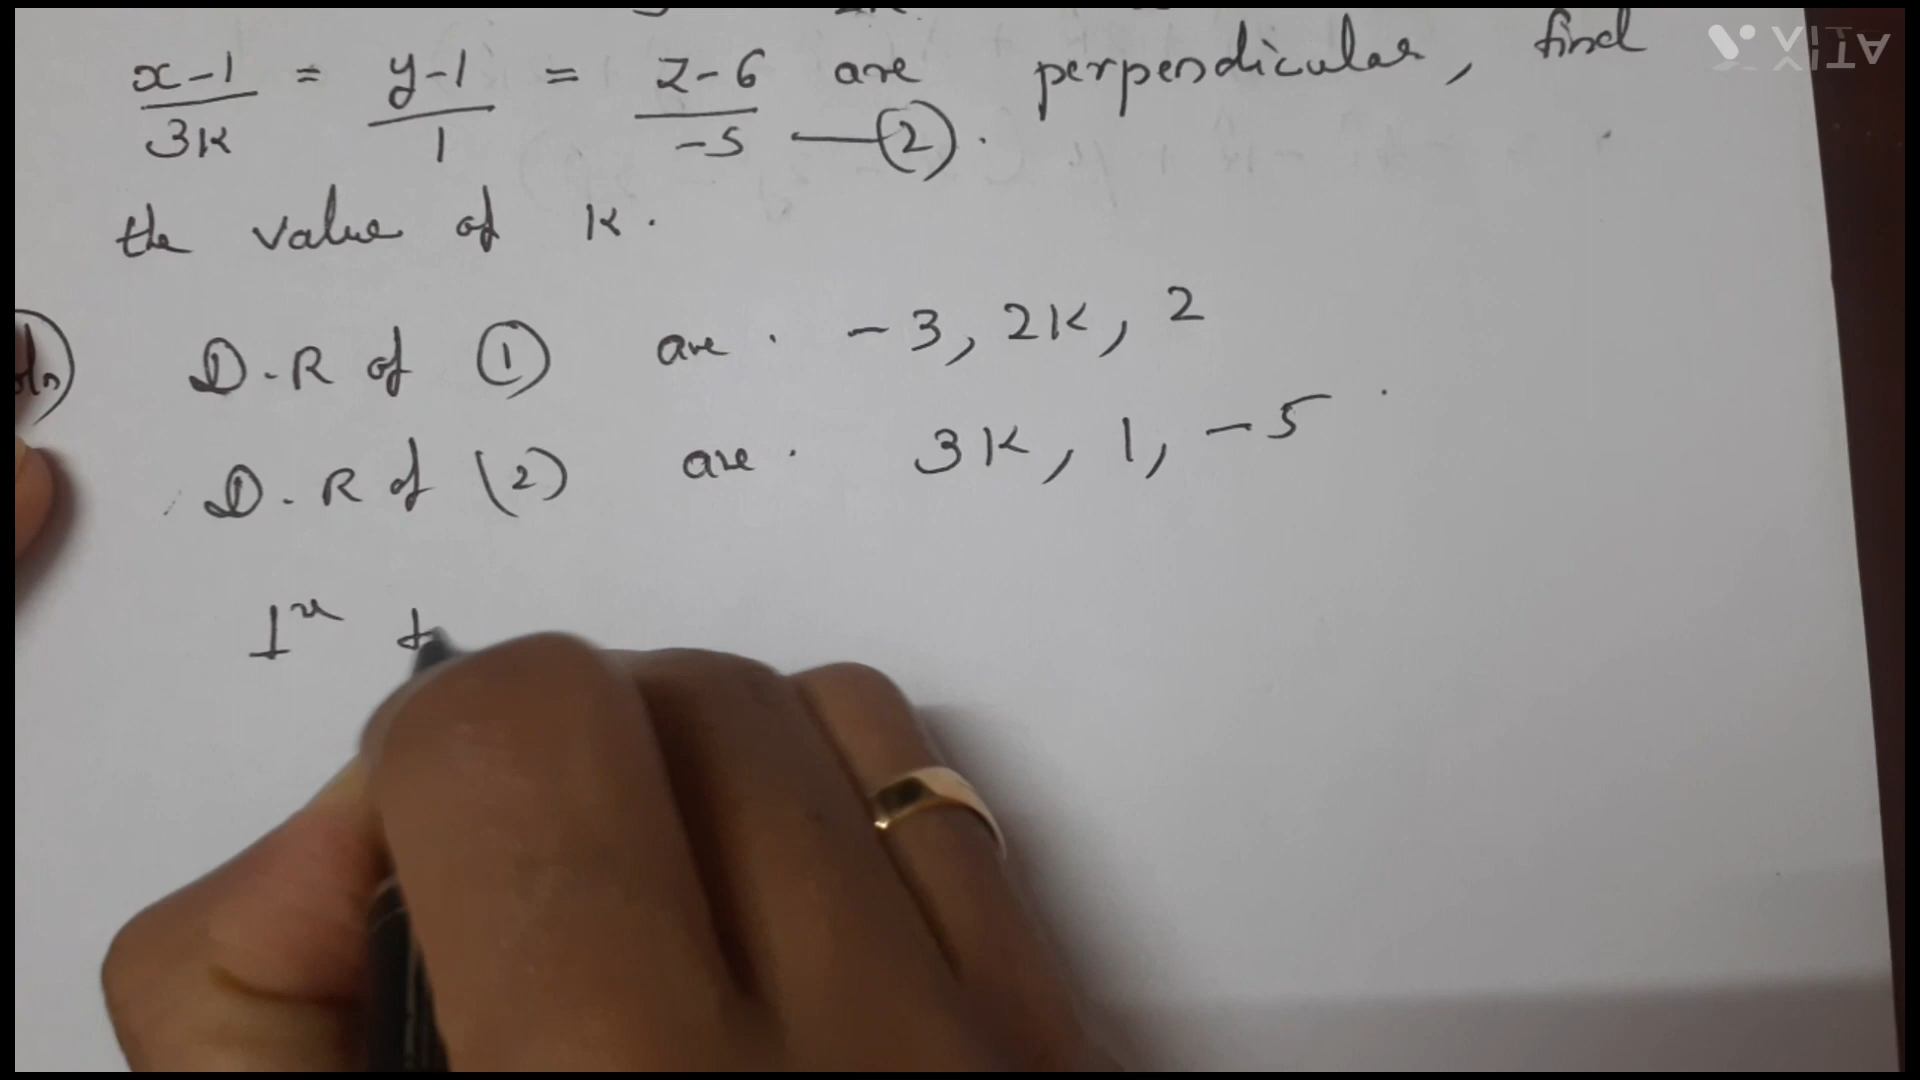 x-1 = y-1 = z-6 are perpendicular, find
3k 1 -5 —(2).
the value of k.
D.R of (1) are . -3, 2k, 2
D.R of (2) are . 3k, 1, -5